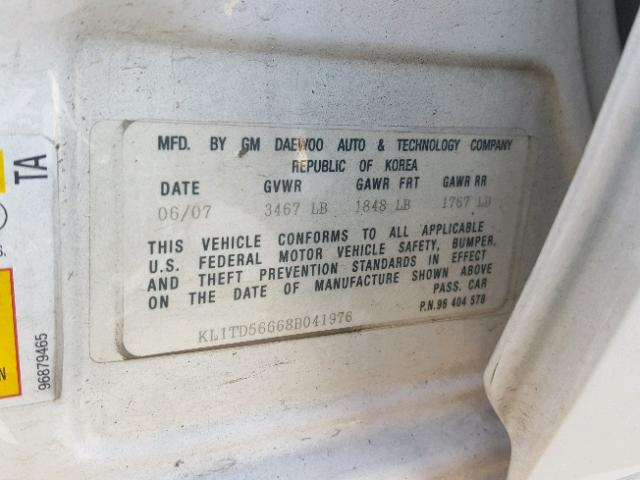 MFD. BY GM DAEWOO AUTO & TECHNOLOGY COMPANY
REPUBLIC OF KOREA
DATE GVWR GAWR FRT GAWR RR
06/07 3467 LB 1848 LB 1767 LB
THIS VEHICLE CONFORMS TO ALL APPLICABLE
U.S. FEDERAL MOTOR VEHICLE SAFETY, BUMPER,
AND THEFT PREVENTION STANDARDS IN EFFECT
ON THE DATE OF MANUFACTURE SHOWN ABOVE
PASS. CAR
P.N. 96 404 578
KL1TD56668B041976
TA
S.
N
96879465